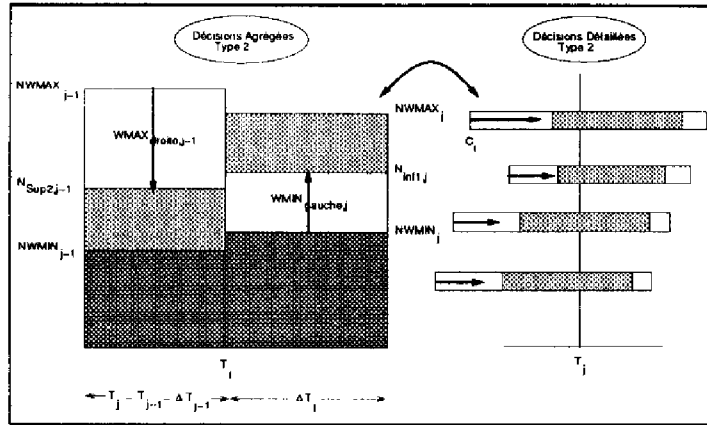 Décisions Agrégées
Type 2
Décisions Détaillées
Type 2
NWMAX j-1
NWMAX j
WMAX droite,j-1
C i
N Sup2,j-1
N inf1,j
WMIN gauche,j
NWMIN j
NWMIN j-1
T j
T j
T j - T j-1 = ΔT j-1
ΔT j